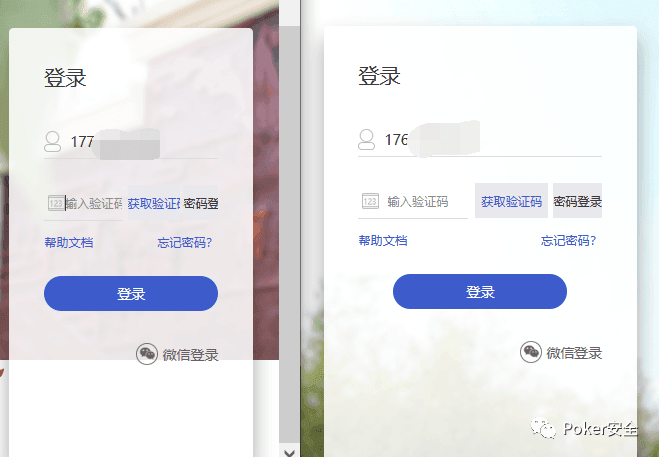 登录
177
123 输入验证码 获取验证码 密码登
帮助文档 忘记密码?
登录
微信登录
登录
176
123 输入验证码 获取验证码 密码登录
帮助文档 忘记密码?
登录
微信登录
Poker安全